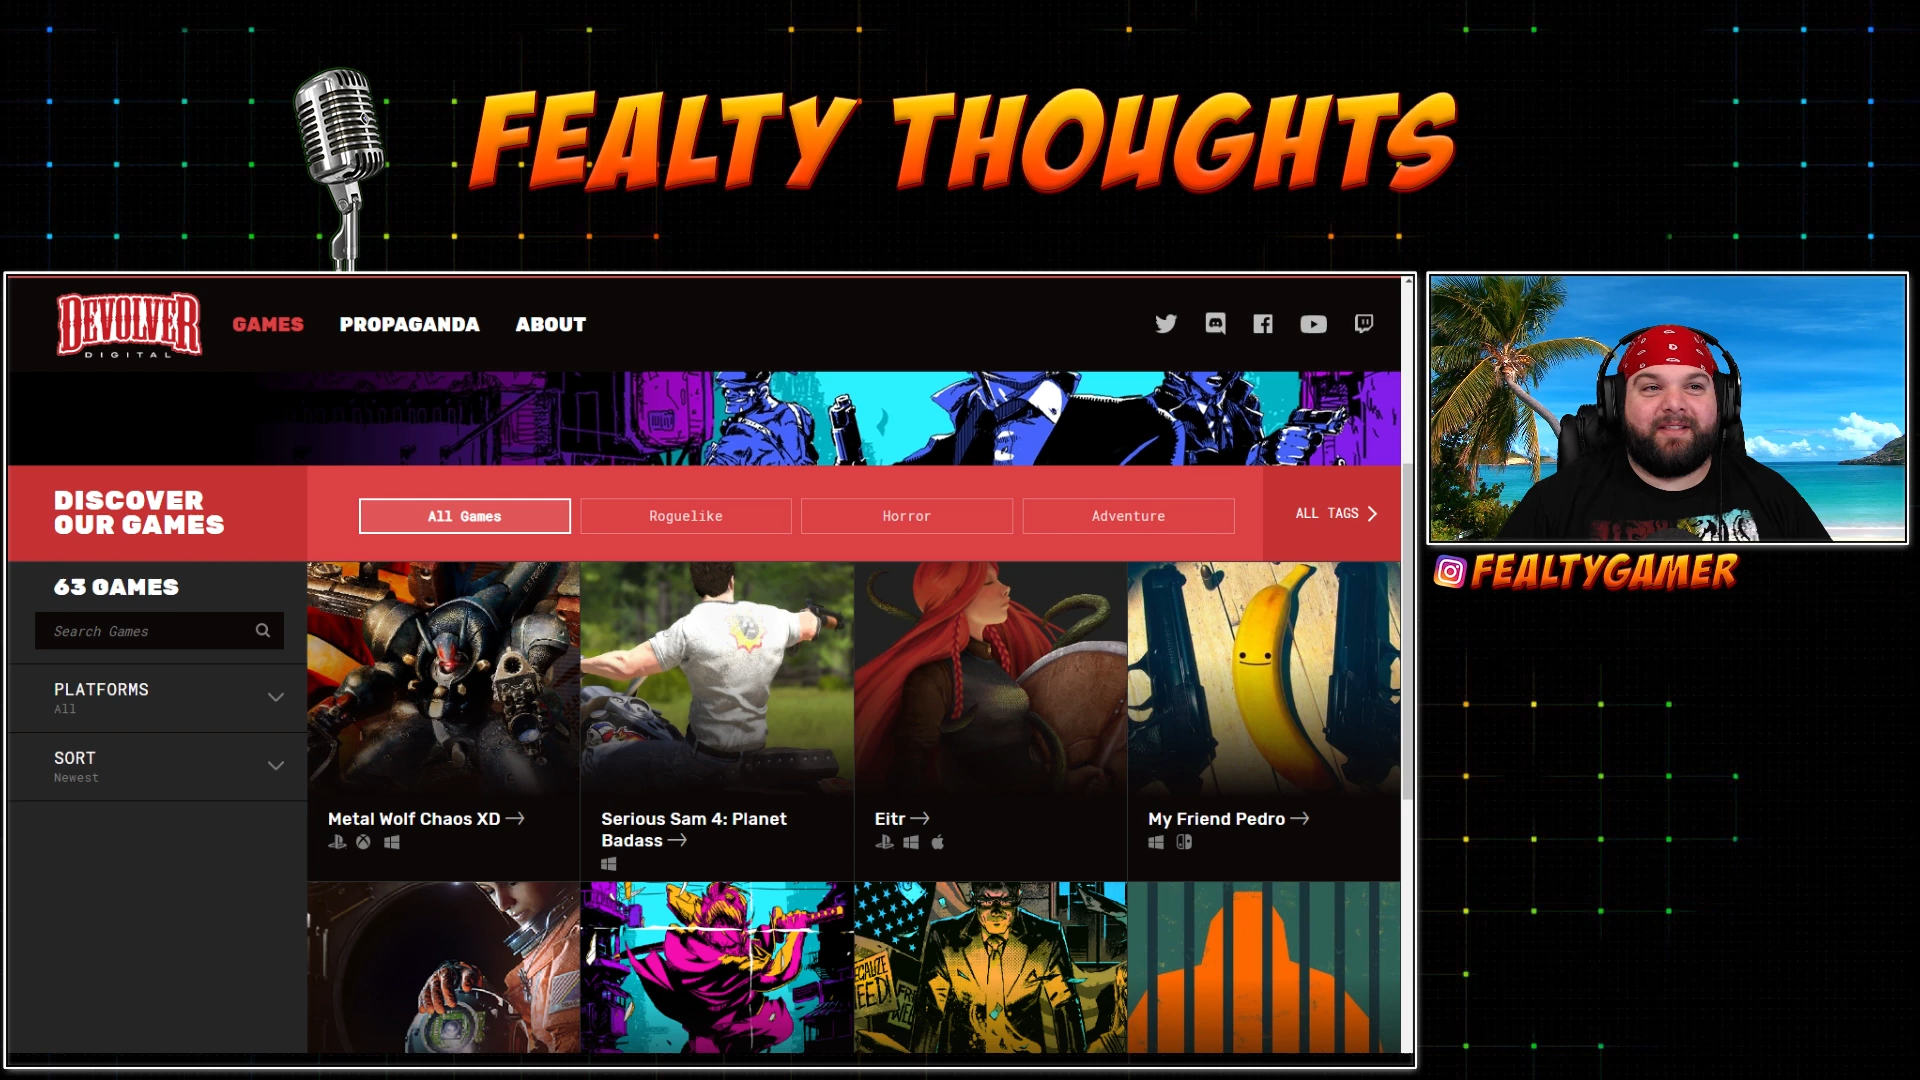 FEALTY THOUGHTS
DEVOLVER
DIGITAL
GAMES
PROPAGANDA
ABOUT
DISCOVER
OUR GAMES
All Games
Roguelike
Horror
Adventure
ALL TAGS
63 GAMES
Search Games
PLATFORMS
All
SORT
Newest
Metal Wolf Chaos XD
Serious Sam 4: Planet
Badass
Eitr
My Friend Pedro
FEALTYGAMER